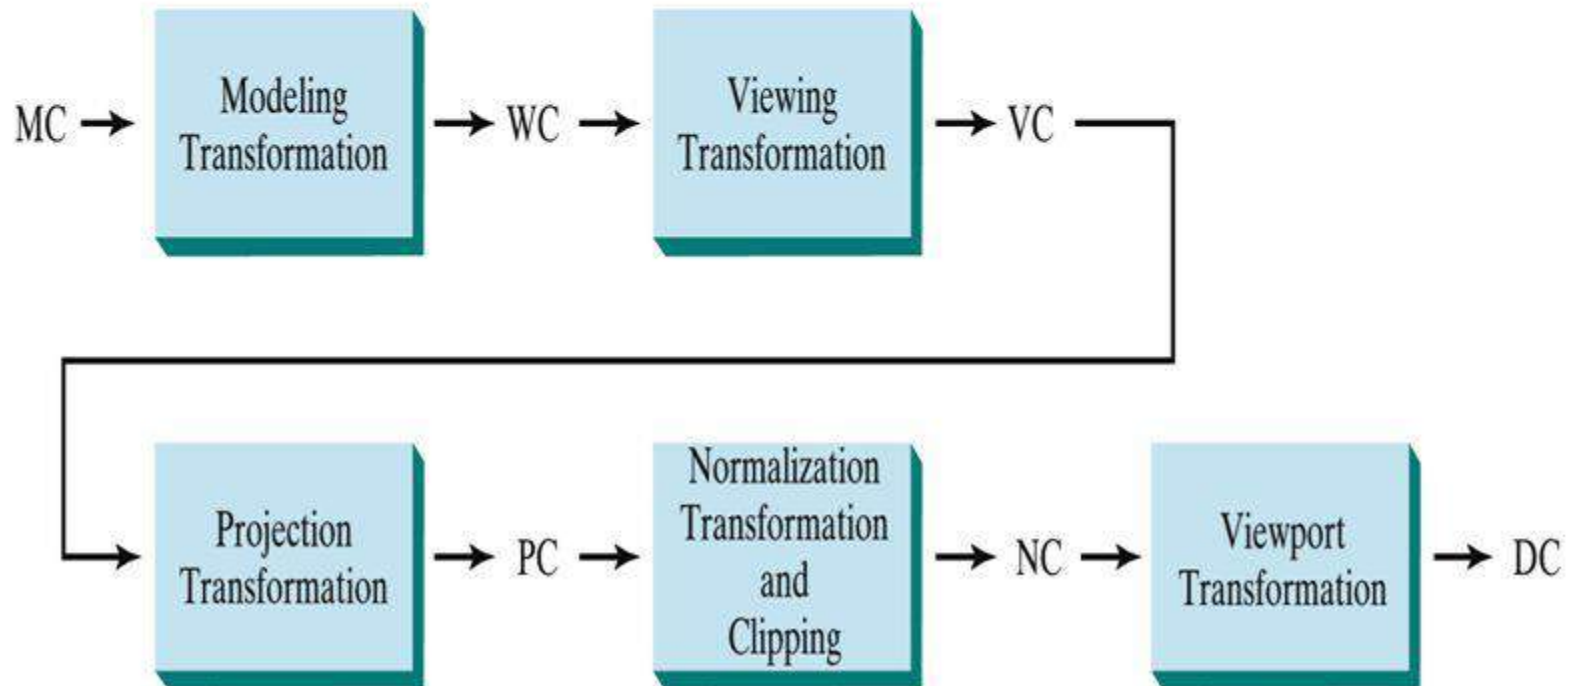 MC
Modeling
Transformation
WC
Viewing
Transformation
VC
Projection
Transformation
PC
Normalization
Transformation
and
Clipping
NC
Viewport
Transformation
DC